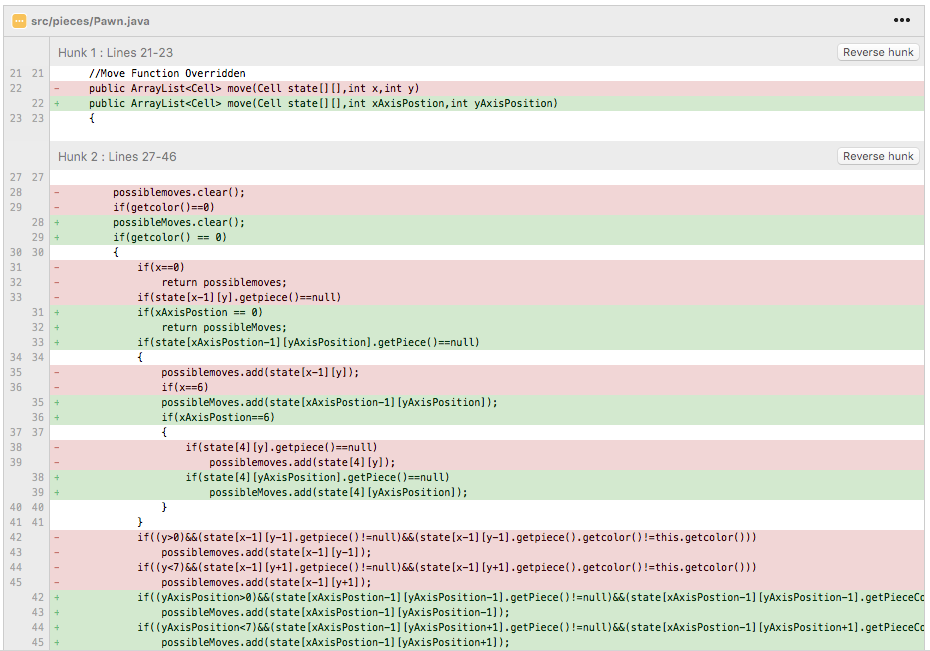 src/pieces/Pawn.java
Hunk 1 : Lines 21-23
Reverse hunk
21 21 //Move Function Overridden
22 - public ArrayList<Cell> move(Cell state[][],int x,int y)
22 + public ArrayList<Cell> move(Cell state[][],int xAxisPostion,int yAxisPosition)
23 23 {
Hunk 2 : Lines 27-46
Reverse hunk
27 27
28 - possiblemoves.clear();
29 - if(getcolor()==0)
28 + possibleMoves.clear();
29 + if(getcolor() == 0)
30 30 {
31 - if(x==0)
32 - return possiblemoves;
33 - if(state[x-1][y].getpiece()==null)
31 + if(xAxisPostion == 0)
32 + return possibleMoves;
33 + if(state[xAxisPostion-1][yAxisPosition].getPiece()==null)
34 34 {
35 - possiblemoves.add(state[x-1][y]);
36 - if(x==6)
35 + possibleMoves.add(state[xAxisPostion-1][yAxisPosition]);
36 + if(xAxisPostion==6)
37 37 {
38 - if(state[4][y].getpiece()==null)
39 - possiblemoves.add(state[4][y]);
38 + if(state[4][yAxisPosition].getPiece()==null)
39 + possibleMoves.add(state[4][yAxisPosition]);
40 40 }
41 41 }
42 - if((y>0)&&(state[x-1][y-1].getpiece()!=null)&&(state[x-1][y-1].getpiece().getcolor()!=this.getcolor()))
43 - possiblemoves.add(state[x-1][y-1]);
44 - if((y<7)&&(state[x-1][y+1].getpiece()!=null)&&(state[x-1][y+1].getpiece().getcolor()!=this.getcolor()))
45 - possiblemoves.add(state[x-1][y+1]);
42 + if((yAxisPosition>0)&&(state[xAxisPostion-1][yAxisPosition-1].getPiece()!=null)&&(state[xAxisPostion-1][yAxisPosition-1].getPieceCo
43 + possibleMoves.add(state[xAxisPostion-1][yAxisPosition-1]);
44 + if((yAxisPosition<7)&&(state[xAxisPostion-1][yAxisPosition+1].getPiece()!=null)&&(state[xAxisPostion-1][yAxisPosition+1].getPieceCo
45 + possibleMoves.add(state[xAxisPostion-1][yAxisPosition+1]);